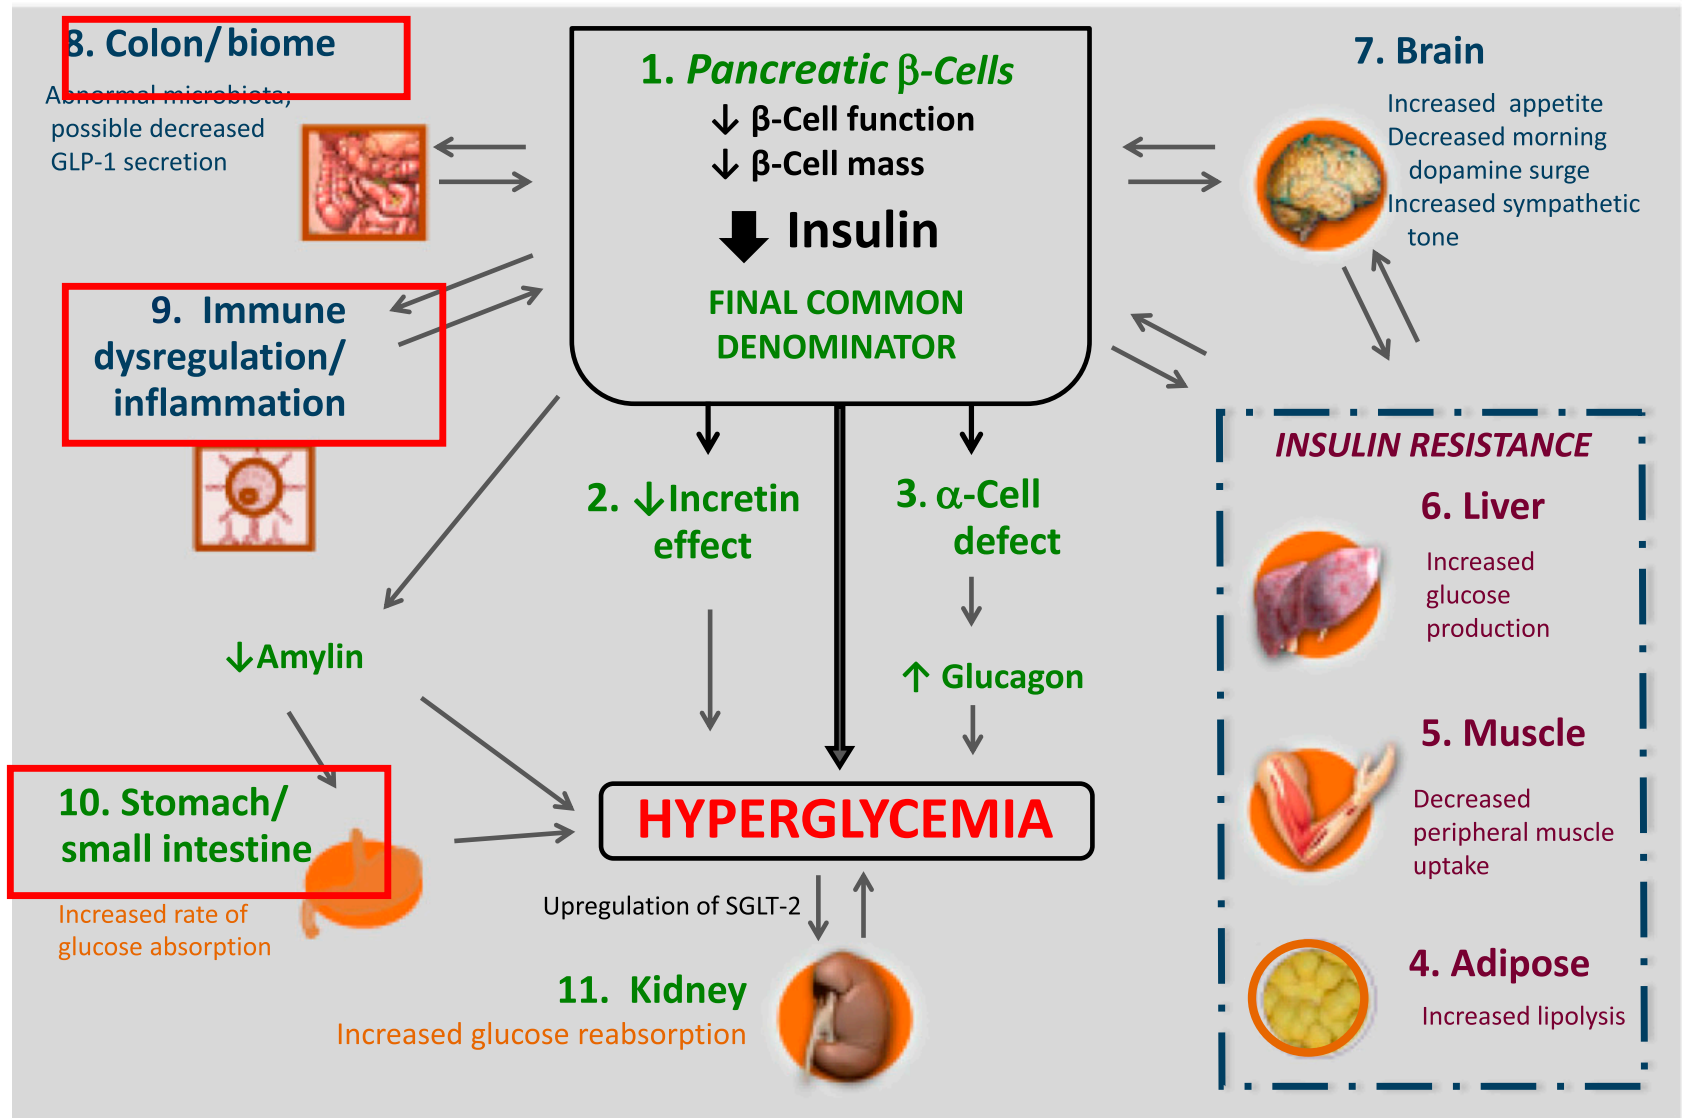 8. Colon/biome
Abnormal microbiota;
possible decreased
GLP-1 secretion
1. Pancreatic β-Cells
↓ β-Cell function
↓ β-Cell mass
Insulin
FINAL COMMON
DENOMINATOR
7. Brain
Increased appetite
Decreased morning
dopamine surge
Increased sympathetic
tone
9. Immune
dysregulation/
inflammation
2. ↓Incretin
effect
3. α-Cell
defect
↑ Glucagon
↓Amylin
INSULIN RESISTANCE
6. Liver
Increased
glucose
production
5. Muscle
Decreased
peripheral muscle
uptake
4. Adipose
Increased lipolysis
10. Stomach/
small intestine
Increased rate of
glucose absorption
HYPERGLYCEMIA
Upregulation of SGLT-2
11. Kidney
Increased glucose reabsorption